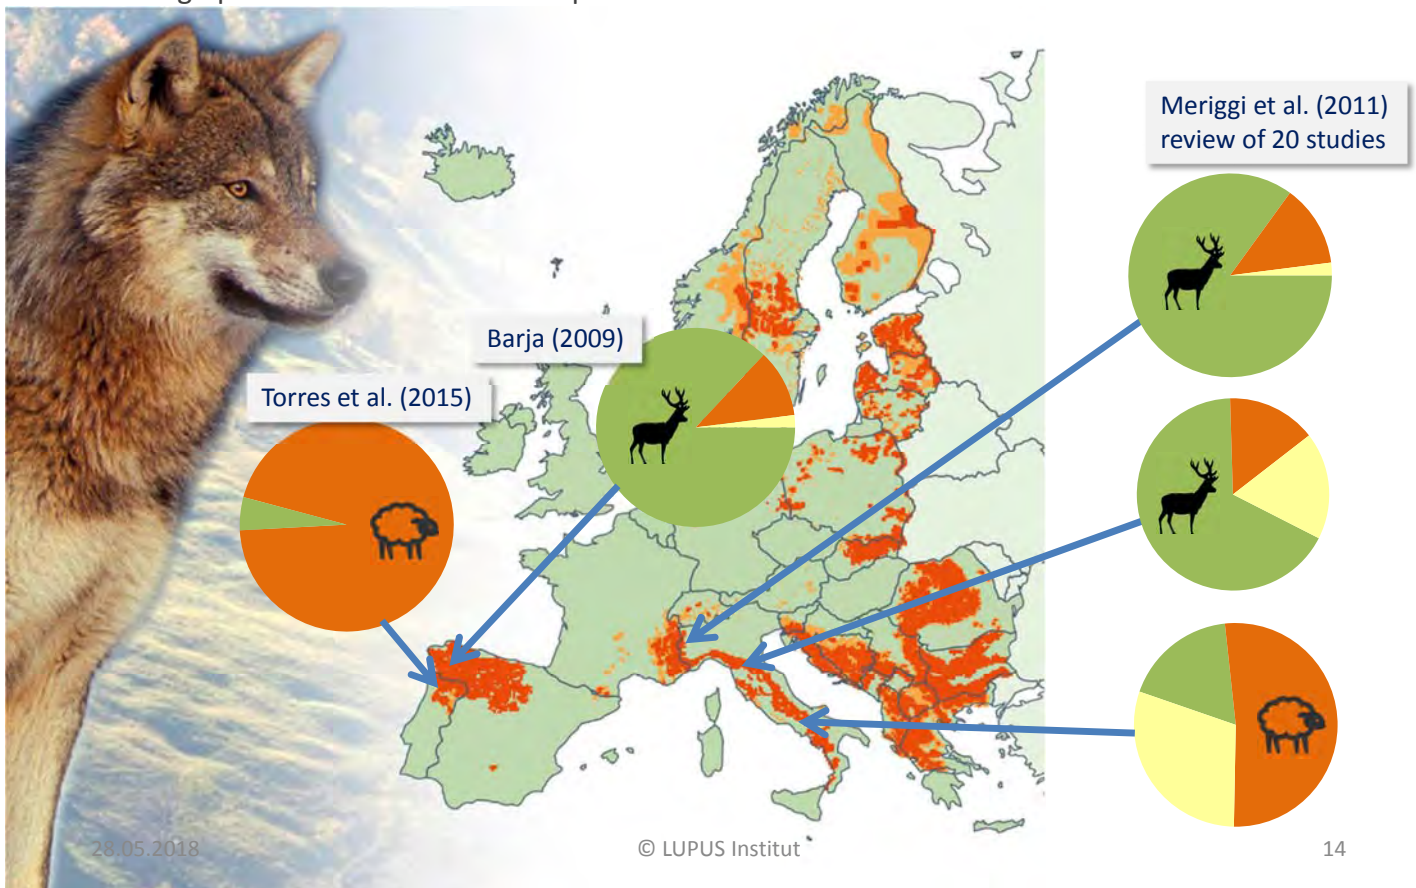 Meriggi et al. (2011)
review of 20 studies
Barja (2009)
Torres et al. (2015)
28.05.2018
© LUPUS Institut
14